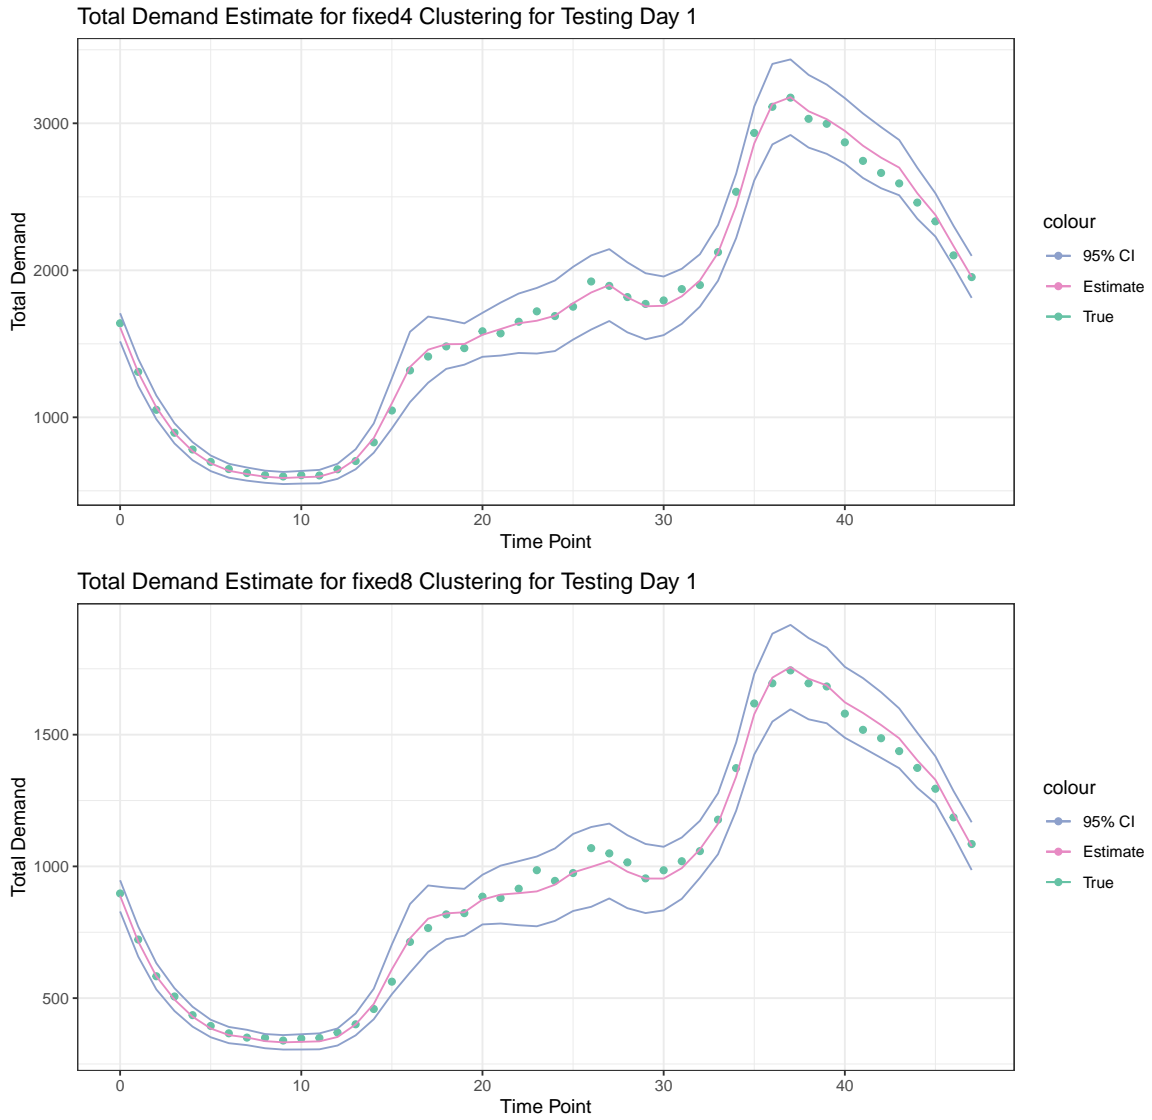 Total Demand Estimate for fixed4 Clustering for Testing Day 1
3000
2000
1000
Total Demand
0 10 20 30 40
Time Point
colour
95% CI
Estimate
True
Total Demand Estimate for fixed8 Clustering for Testing Day 1
1500
1000
500
Total Demand
0 10 20 30 40
Time Point
colour
95% CI
Estimate
True